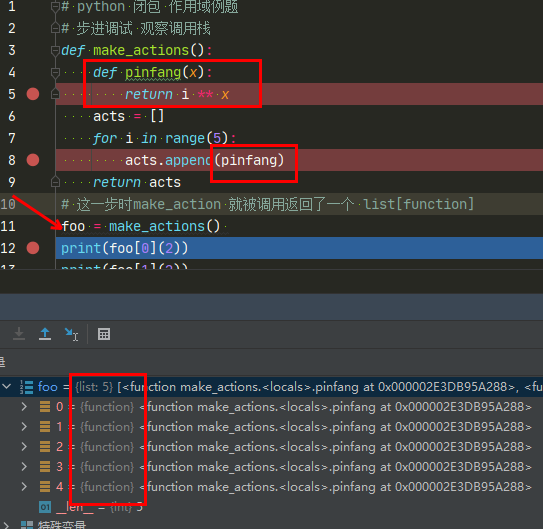 1 # python 闭包 作用域例题
2 # 步进调试 观察调用栈
3 def make_actions():
4 def pinfang(x):
5 return i ** x
6 acts = []
7 for i in range(5):
8 acts.append(pinfang)
9 return acts
10 # 这一步时make_action 就被调用返回了一个 list[function]
11 foo = make_actions()
12 print(foo[0](2))
13 print(foo[1](2))
量
foo = {list: 5} [<function make_actions.<locals>.pinfang at 0x000002E3DB95A288>, <fu
0 = {function} <function make_actions.<locals>.pinfang at 0x000002E3DB95A288>
1 = {function} <function make_actions.<locals>.pinfang at 0x000002E3DB95A288>
2 = {function} <function make_actions.<locals>.pinfang at 0x000002E3DB95A288>
3 = {function} <function make_actions.<locals>.pinfang at 0x000002E3DB95A288>
4 = {function} <function make_actions.<locals>.pinfang at 0x000002E3DB95A288>
01 __len__ = {int} 5
特殊变量